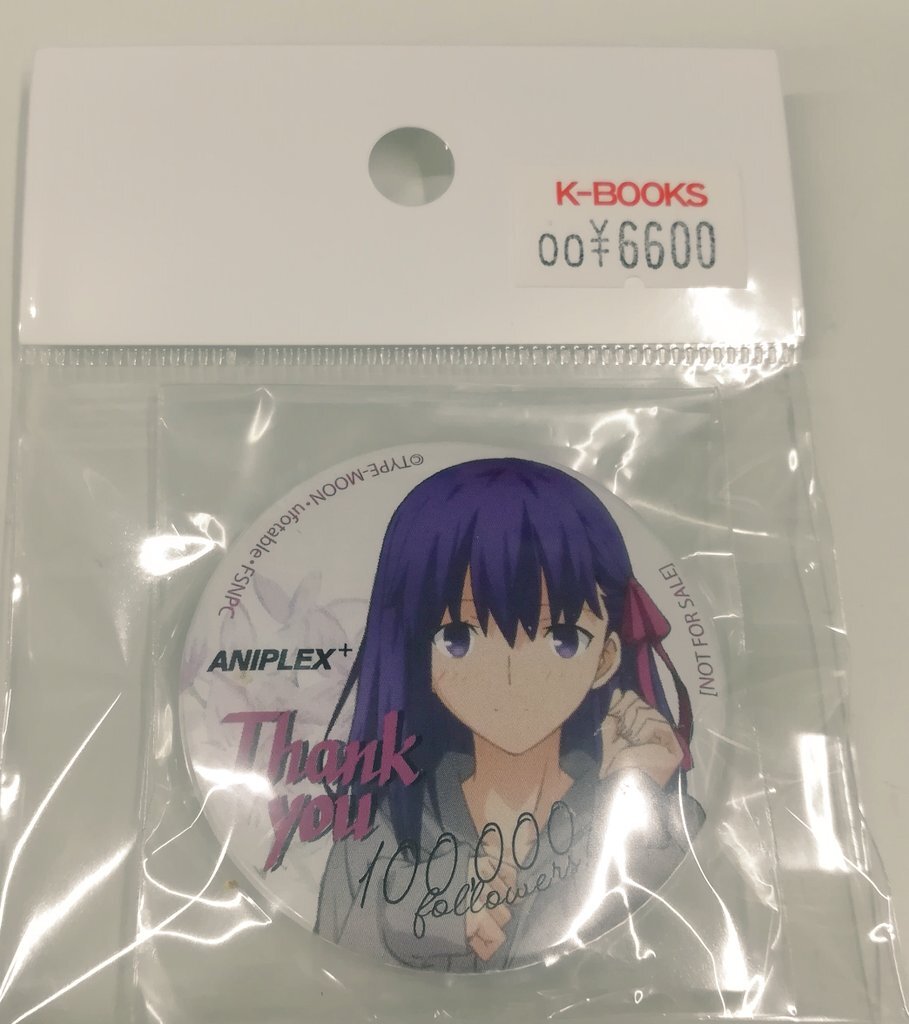 K-BOOKS
00¥6600
©TYPE-MOON・ufotable・FSNPC
[NOT FOR SALE]
ANIPLEX+
Thank
you
100,000
followers